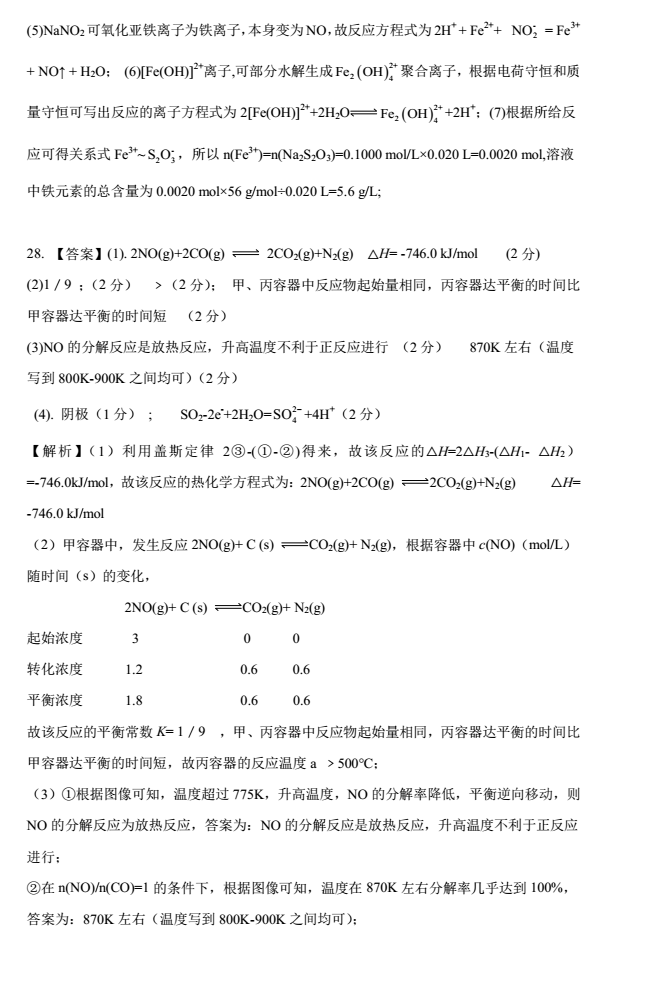 (5)NaNO₂ 可氧化亚铁离子为铁离子,本身变为 NO,故反应方程式为 2H⁺ + Fe²⁺+ NO₂⁻ = Fe³⁺
+ NO↑ + H₂O； (6)[Fe(OH)]²⁺离子,可部分水解生成 Fe₂(OH)₄²⁺ 聚合离子，根据电荷守恒和质
量守恒可写出反应的离子方程式为 2[Fe(OH)]²⁺+2H₂O⇌Fe₂(OH)₄²⁺+2H⁺；(7)根据所给反
应可得关系式 Fe³⁺~S₂O₃⁻，所以 n(Fe³⁺)=n(Na₂S₂O₃)=0.1000 mol/L×0.020 L=0.0020 mol,溶液
中铁元素的总含量为 0.0020 mol×56 g/mol÷0.020 L=5.6 g/L;
28. 【答案】(1). 2NO(g)+2CO(g) ⇌ 2CO₂(g)+N₂(g) △H= -746.0 kJ/mol (2 分)
(2)1 / 9 ；（2 分） ﹥（2 分）； 甲、丙容器中反应物起始量相同，丙容器达平衡的时间比
甲容器达平衡的时间短 （2 分）
(3)NO 的分解反应是放热反应，升高温度不利于正反应进行 （2 分） 870K 左右（温度
写到 800K-900K 之间均可）（2 分）
(4). 阴极（1 分） ； SO₂-2e⁻+2H₂O=SO₄²⁻+4H⁺（2 分）
【解析】（1）利用盖斯定律 2③-(①-②)得来，故该反应的△H=2△H₃-(△H₁- △H₂）
=-746.0kJ/mol，故该反应的热化学方程式为：2NO(g)+2CO(g) ⇌2CO₂(g)+N₂(g) △H=
-746.0 kJ/mol
（2）甲容器中，发生反应 2NO(g)+ C (s) ⇌CO₂(g)+ N₂(g)，根据容器中 c(NO)（mol/L）
随时间（s）的变化，
2NO(g)+ C (s) ⇌CO₂(g)+ N₂(g)
起始浓度 3 0 0
转化浓度 1.2 0.6 0.6
平衡浓度 1.8 0.6 0.6
故该反应的平衡常数 K= 1 / 9 ，甲、丙容器中反应物起始量相同，丙容器达平衡的时间比
甲容器达平衡的时间短，故丙容器的反应温度 a ﹥500℃；
（3）①根据图像可知，温度超过 775K，升高温度，NO 的分解率降低，平衡逆向移动，则
NO 的分解反应为放热反应，答案为：NO 的分解反应是放热反应，升高温度不利于正反应
进行；
②在 n(NO)/n(CO)=1 的条件下，根据图像可知，温度在 870K 左右分解率几乎达到 100%，
答案为：870K 左右（温度写到 800K-900K 之间均可）；